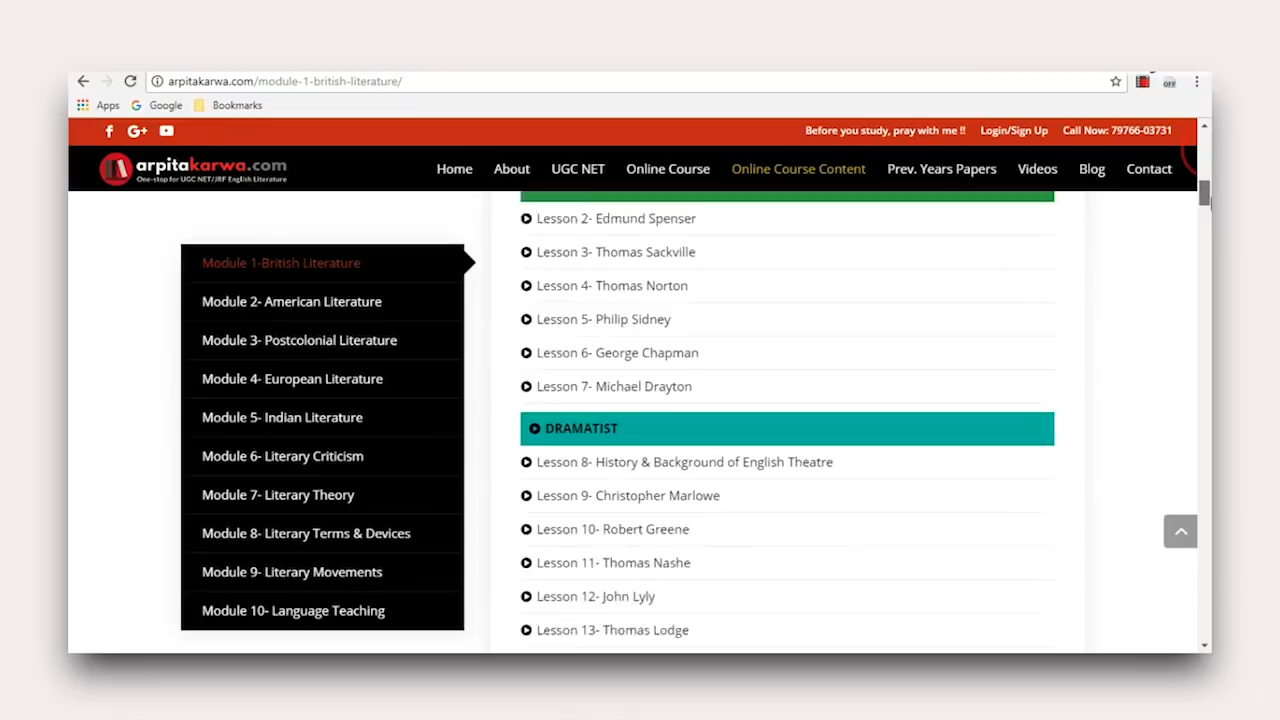 arpitakarwa.com/module-1-british-literature/
OFF
Apps Google Bookmarks
Before you study, pray with me !! Login/Sign Up Call Now: 79766-03731
arpitakarwa.com
One-stop for UGC NET/JRF English Literature
Home About UGC NET Online Course Online Course Content Prev. Years Papers Videos Blog Contact
Module 1-British Literature
Module 2- American Literature
Module 3- Postcolonial Literature
Module 4- European Literature
Module 5- Indian Literature
Module 6- Literary Criticism
Module 7- Literary Theory
Module 8- Literary Terms & Devices
Module 9- Literary Movements
Module 10- Language Teaching
Lesson 2- Edmund Spenser
Lesson 3- Thomas Sackville
Lesson 4- Thomas Norton
Lesson 5- Philip Sidney
Lesson 6- George Chapman
Lesson 7- Michael Drayton
DRAMATIST
Lesson 8- History & Background of English Theatre
Lesson 9- Christopher Marlowe
Lesson 10- Robert Greene
Lesson 11- Thomas Nashe
Lesson 12- John Lyly
Lesson 13- Thomas Lodge